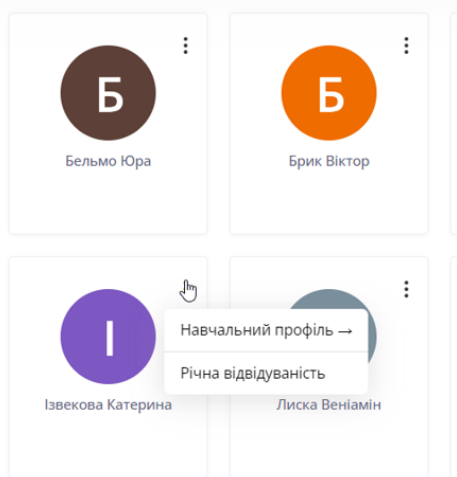 Б
Б
Бельмо Юра
Брик Віктор
І
Навчальний профіль →
Річна відвідуваність
Ізвекова Катерина
Лиска Веніамін